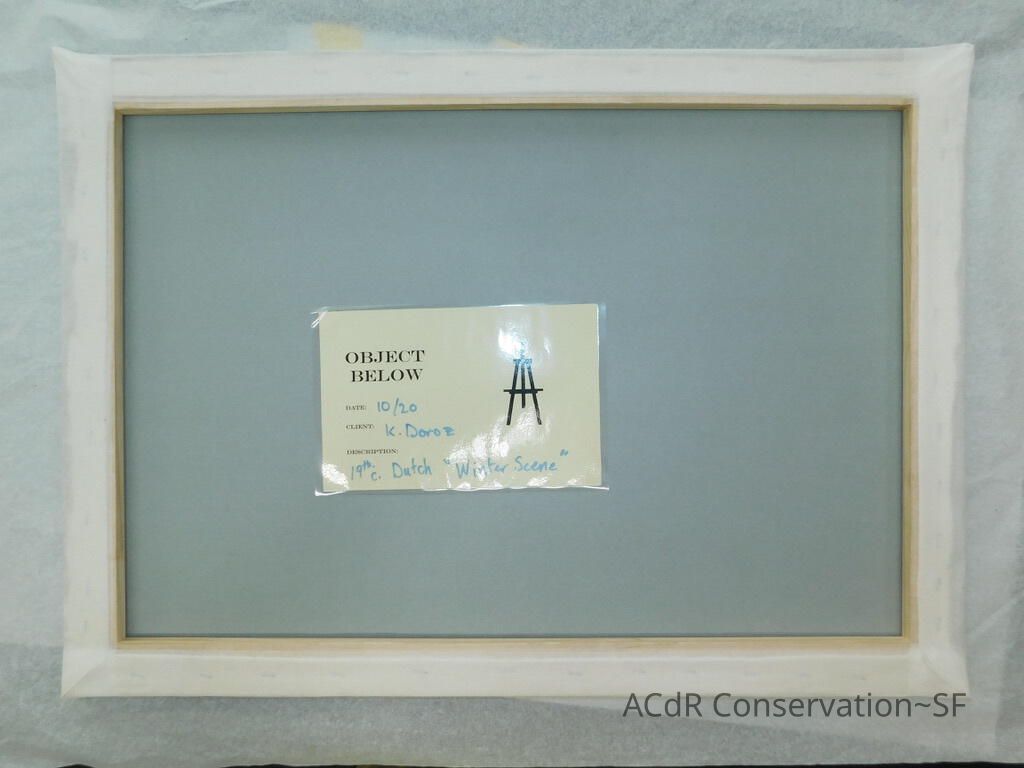 OBJECT
BELOW
DATE: 10/20
CLIENT: K. Doroz
DESCRIPTION:
19th c. Dutch "Winter Scene"
ACdR Conservation~SF